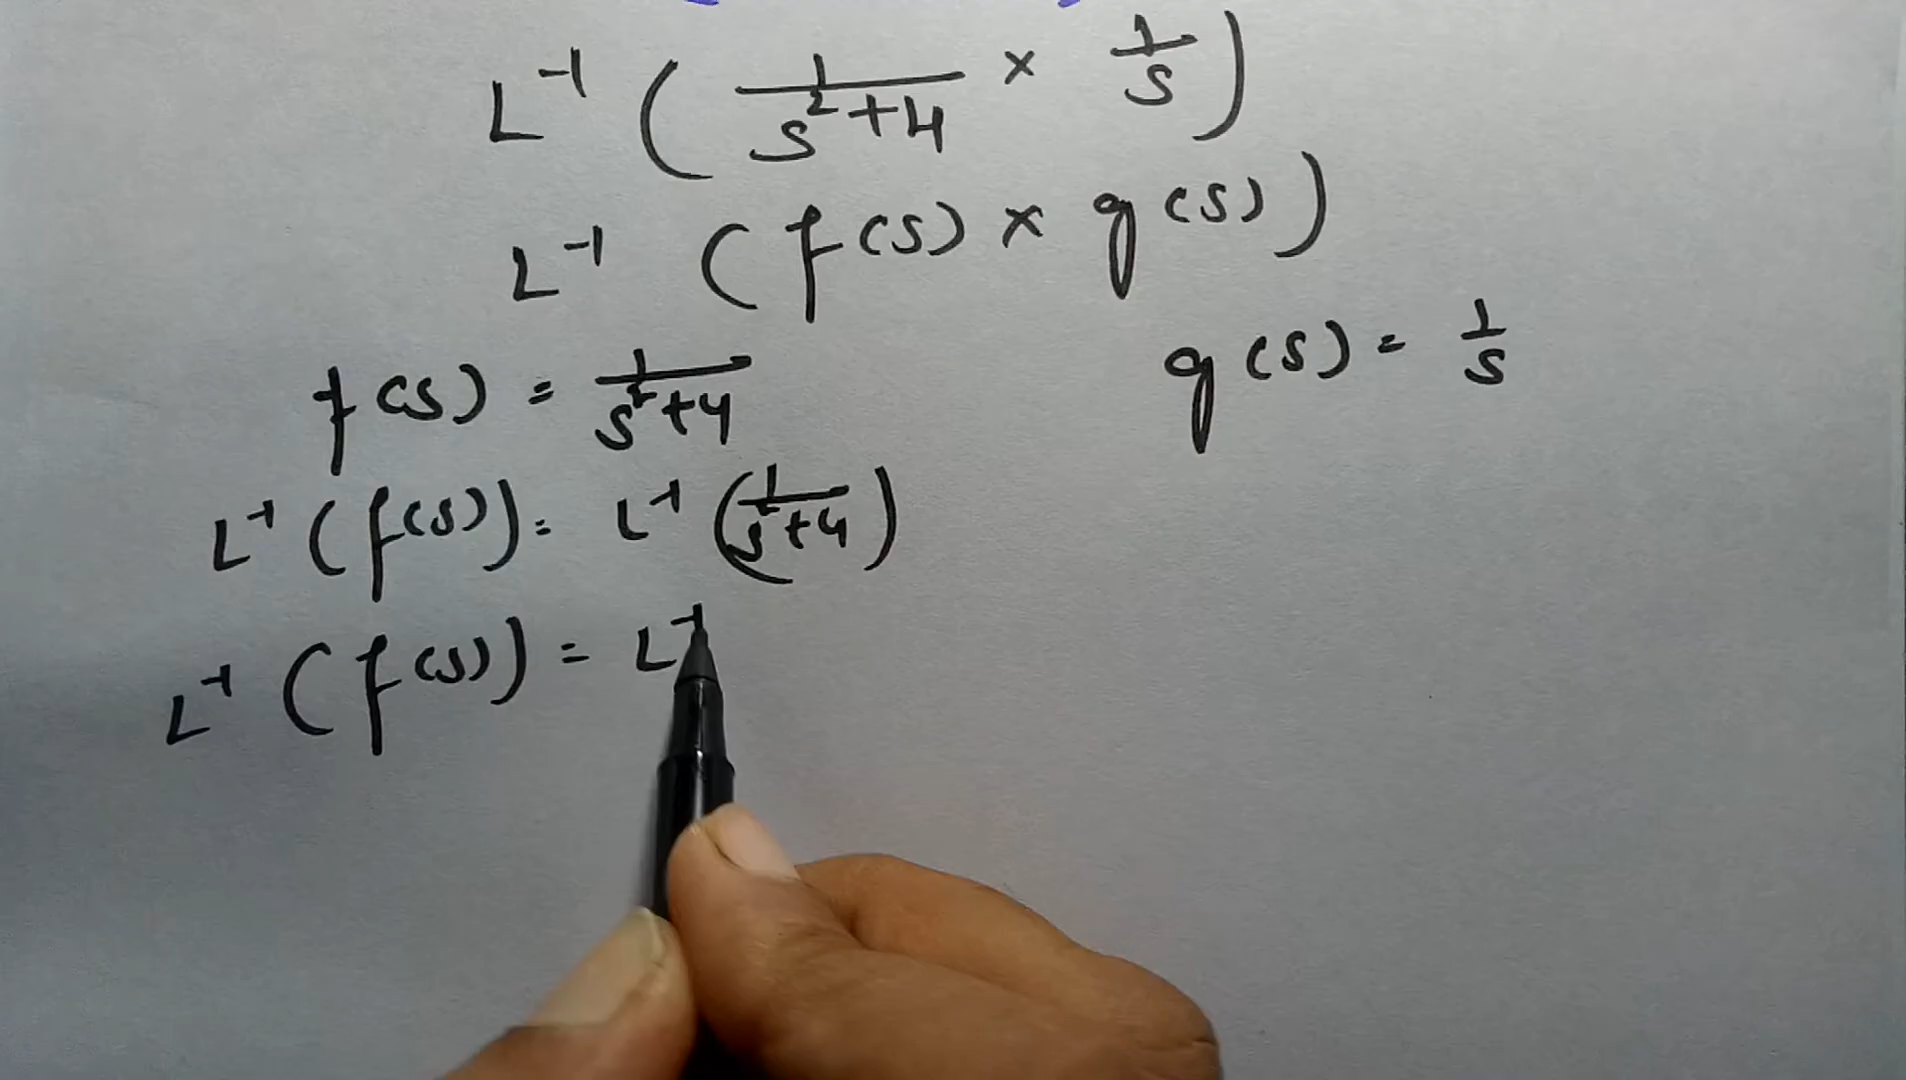 L⁻¹ ( 1/(s²+4) × 1/s )
L⁻¹ ( f(s) × g(s) )
f(s) = 1/(s²+4)
g(s) = 1/s
L⁻¹ ( f(s) ) = L⁻¹ ( 1/(s²+4) )
L⁻¹ ( f(s) ) = L⁻¹